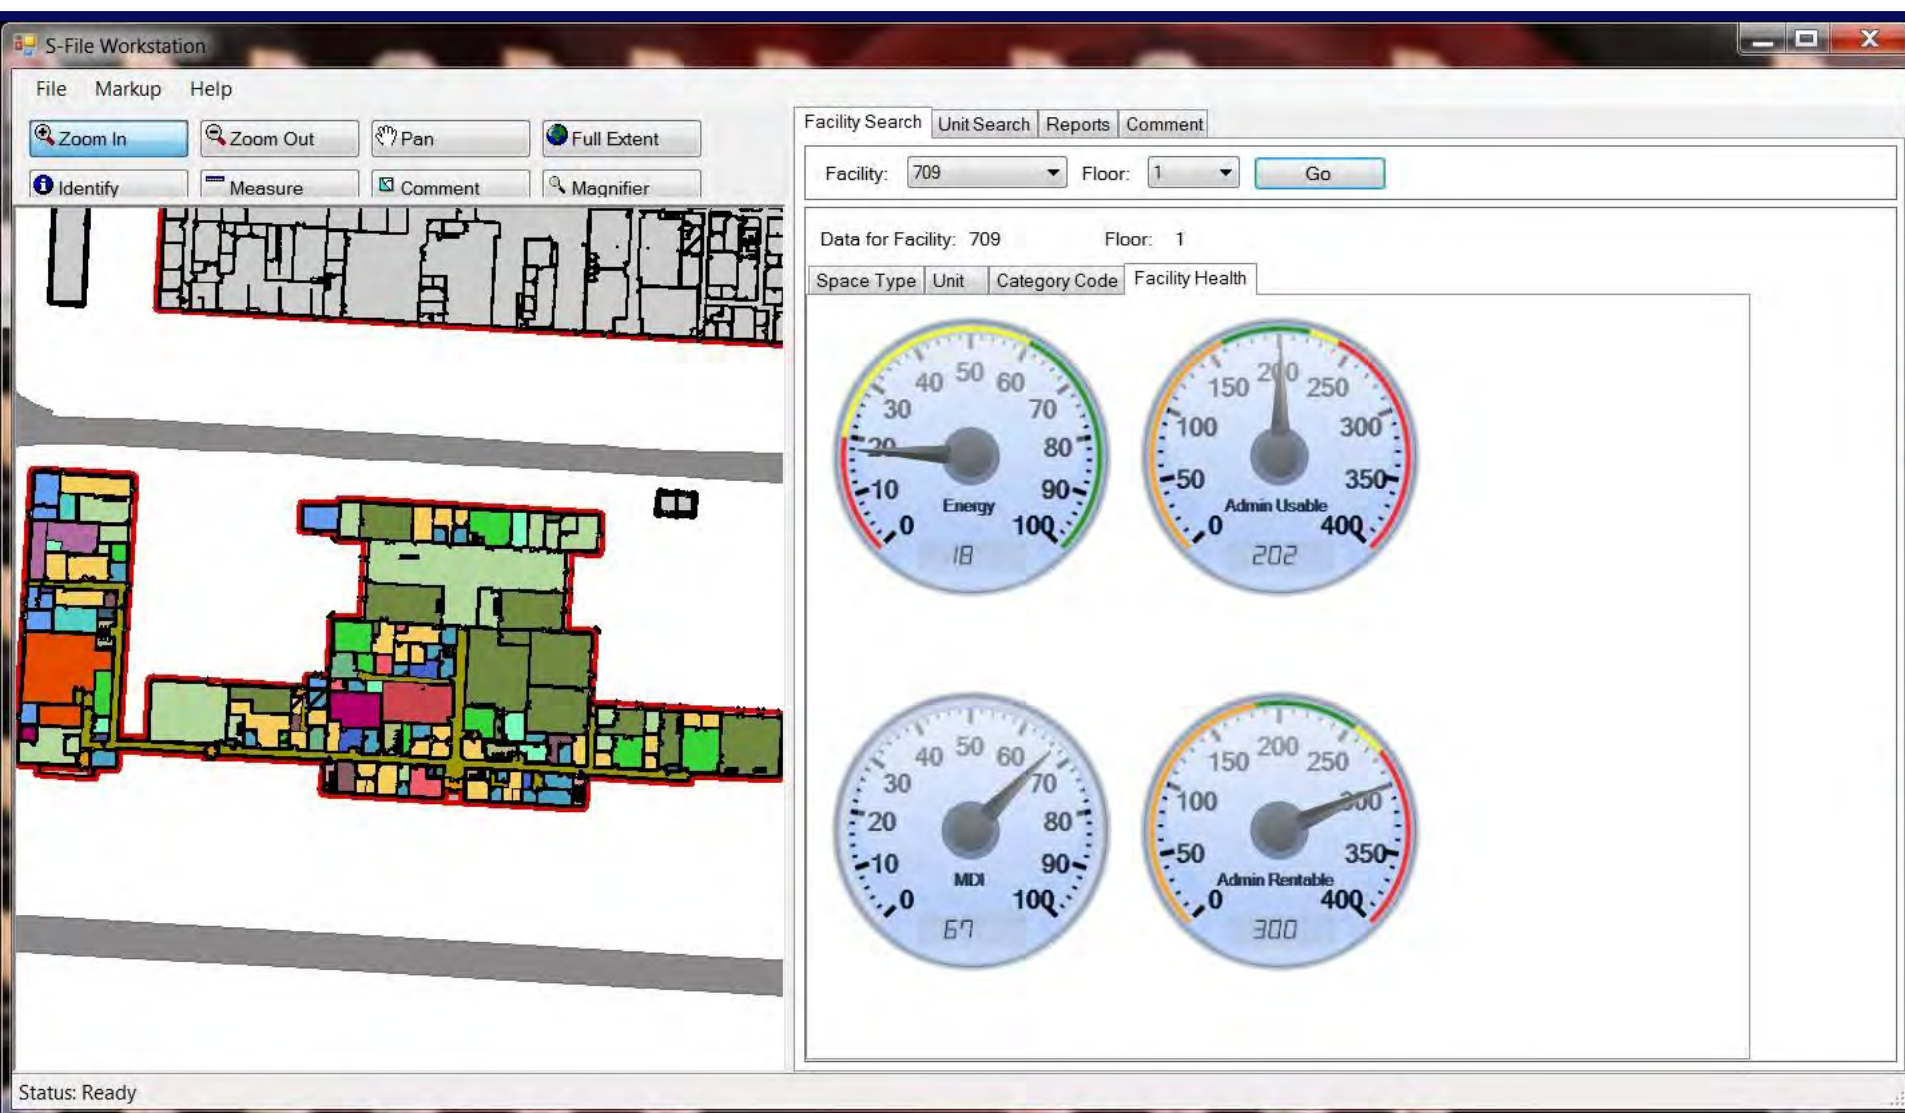 S-File Workstation
File Markup Help
Zoom In Zoom Out Pan Full Extent
Identify Measure Comment Magnifier
Facility Search Unit Search Reports Comment
Facility: 709 Floor: 1 Go
Data for Facility: 709 Floor: 1
Space Type Unit Category Code Facility Health
0 10 20 30 40 50 60 70 80 90 100
Energy
18
0 50 100 150 200 250 300 350 400
Admin Usable
202
0 10 20 30 40 50 60 70 80 90 100
MDI
67
0 50 100 150 200 250 300 350 400
Admin Rentable
300
Status: Ready